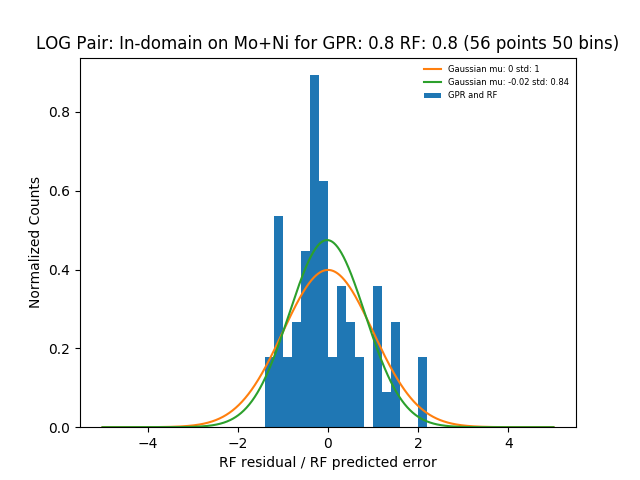 LOG Pair: In-domain on Mo+Ni for GPR: 0.8 RF: 0.8 (56 points 50 bins)
Gaussian mu: 0 std: 1
Gaussian mu: -0.02 std: 0.84
GPR and RF
Normalized Counts
0.8
0.6
0.4
0.2
0.0
−4 −2 0 2 4
RF residual / RF predicted error